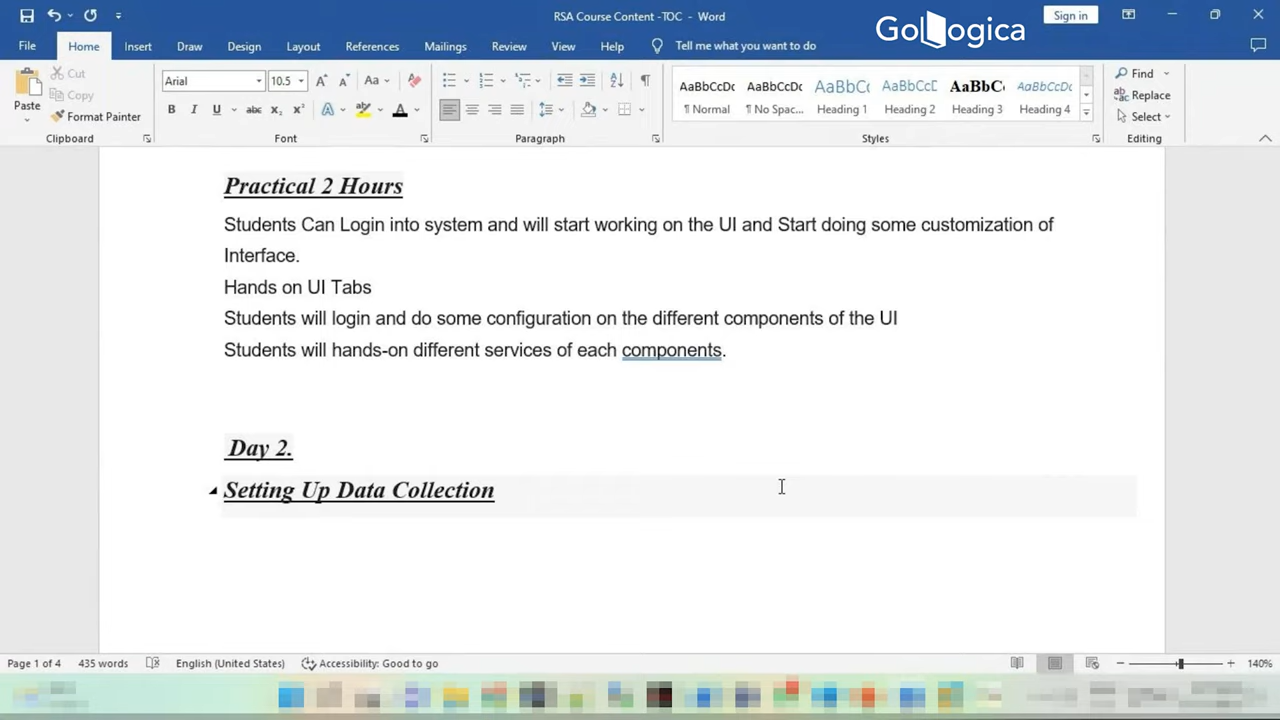 RSA Course Content -TOC - Word
GoLogica
Sign in
File Home Insert Draw Design Layout References Mailings Review View Help Tell me what you want to do
Paste
Cut
Copy
Format Painter
Clipboard
Arial 10.5
Font
Paragraph
AaBbCcDc AaBbCcDc AaBbCc AaBbCcE AaBbC AaBbCcDc
¶ Normal ¶ No Spac... Heading 1 Heading 2 Heading 3 Heading 4
Styles
Find
Replace
Select
Editing
Practical 2 Hours
Students Can Login into system and will start working on the UI and Start doing some customization of
Interface.
Hands on UI Tabs
Students will login and do some configuration on the different components of the UI
Students will hands-on different services of each components.
Day 2.
Setting Up Data Collection
Page 1 of 4 435 words English (United States) Accessibility: Good to go 140%